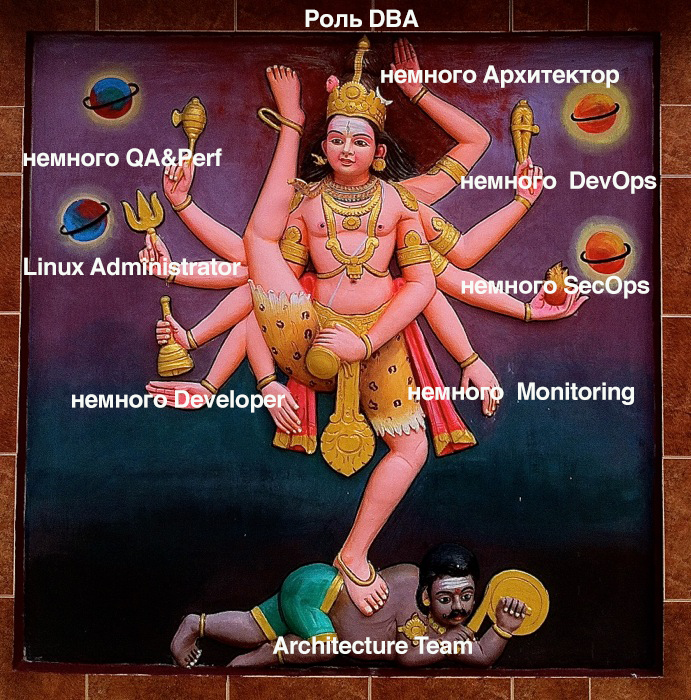 Роль DBA
немного Архитектор
немного QA&Perf
немного  DevOps
Linux Administrator
немного SecOps
немного Developer
немного  Monitoring
Architecture Team